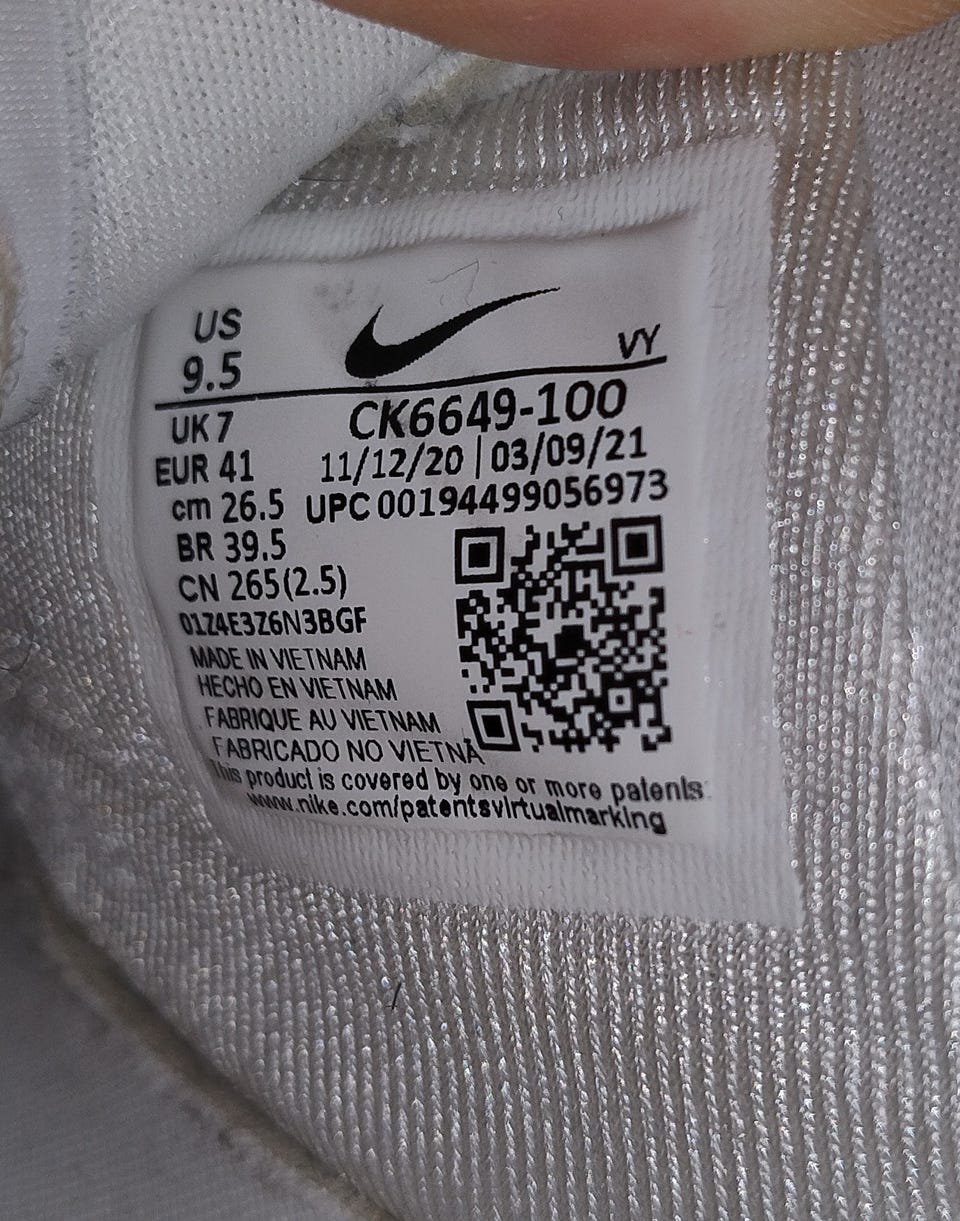 US
9.5
VY
UK 7
CK6649-100
EUR 41
11/12/20 | 03/09/21
cm 26.5
UPC 00194499056973
BR 39.5
CN 265(2.5)
01Z4E3Z6N3BGF
MADE IN VIETNAM
HECHO EN VIETNAM
FABRIQUE AU VIETNAM
FABRICADO NO VIETNÃ
This product is covered by one or more patents.
www.nike.com/patentsvirtualmarking